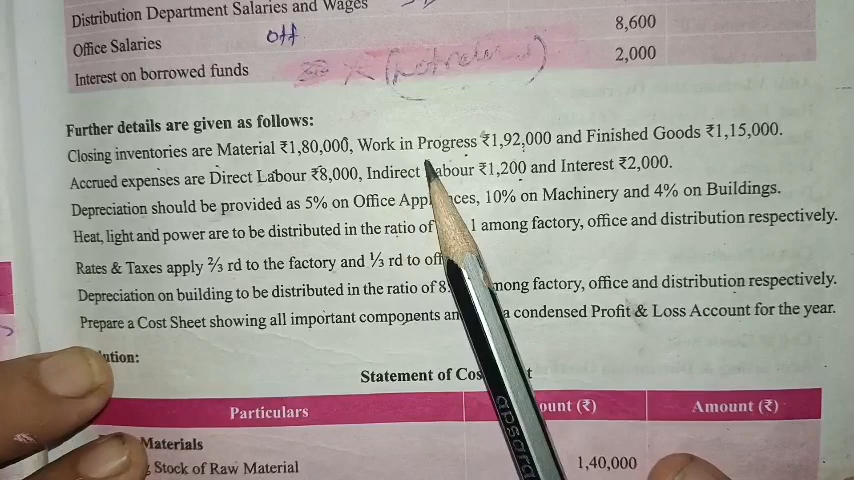 Distribution Department Salaries and Wages
Office Salaries off 8,600
Interest on borrowed funds 2,000
Further details are given as follows:
Closing inventories are Material ₹1,80,000, Work in Progress ₹1,92,000 and Finished Goods ₹1,15,000.
Accrued expenses are Direct Labour ₹8,000, Indirect abour ₹1,200 and Interest ₹2,000.
Depreciation should be provided as 5% on Office App nces, 10% on Machinery and 4% on Buildings.
Heat, light and power are to be distributed in the ratio of 1 among factory, office and distribution respectively.
Rates & Taxes apply ⅔ rd to the factory and ⅓ rd to off
Depreciation on building to be distributed in the ratio of 8: mong factory, office and distribution respectively.
Prepare a Cost Sheet showing all important components an a condensed Profit & Loss Account for the year.
ution:
Statement of Cos t
Particulars ount (₹) Amount (₹)
Materials
Stock of Raw Material 1,40,000
apsara